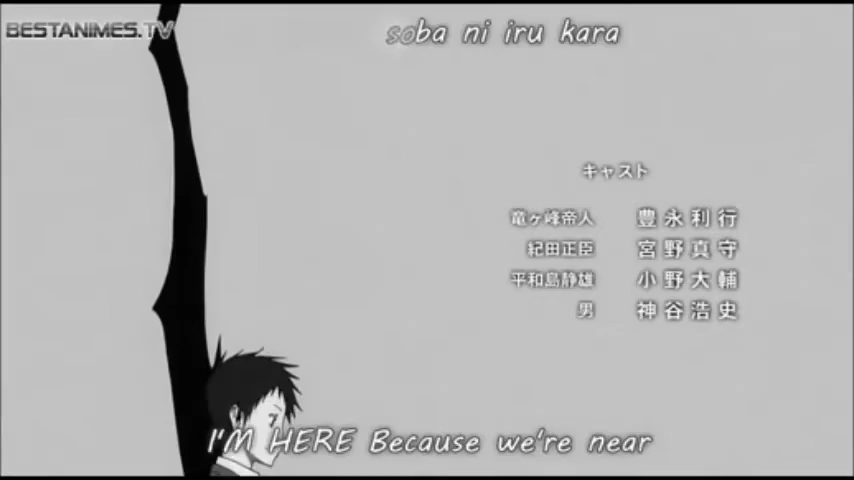 BESTANIMES.TV
soba ni iru kara
キャスト
竜ヶ峰帝人 豊永利行
紀田正臣 宮野真守
平和島静雄 小野大輔
男 神谷浩史
I'M HERE Because we're near